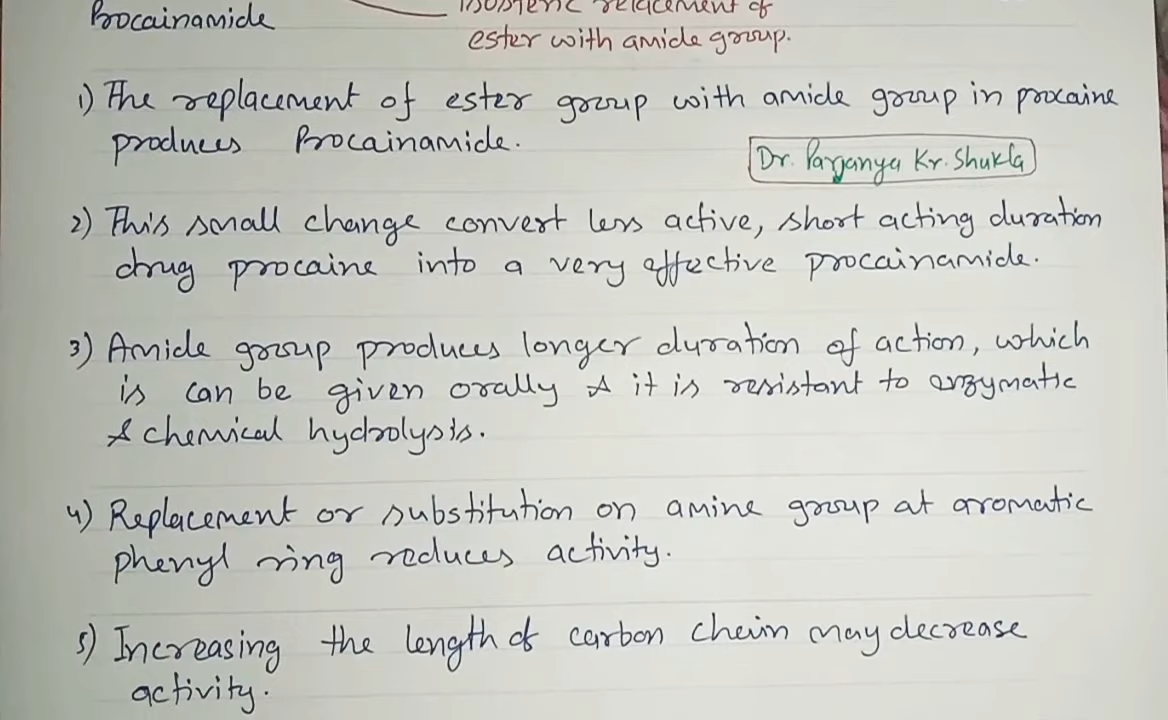 Procainamide
isosteric relacement of
ester with amide group.
1) The replacement of ester group with amide group in procaine
produces Procainamide.
Dr. Parjanya Kr. Shukla
2) This small change convert less active, short acting duration
drug procaine into a very effective procainamide.
3) Amide group produces longer duration of action, which
is can be given orally & it is resistant to enzymatic
& chemical hydrolysis.
4) Replacement or substitution on amine group at aromatic
phenyl ring reduces activity.
5) Increasing the length of carbon chain may decrease
activity.